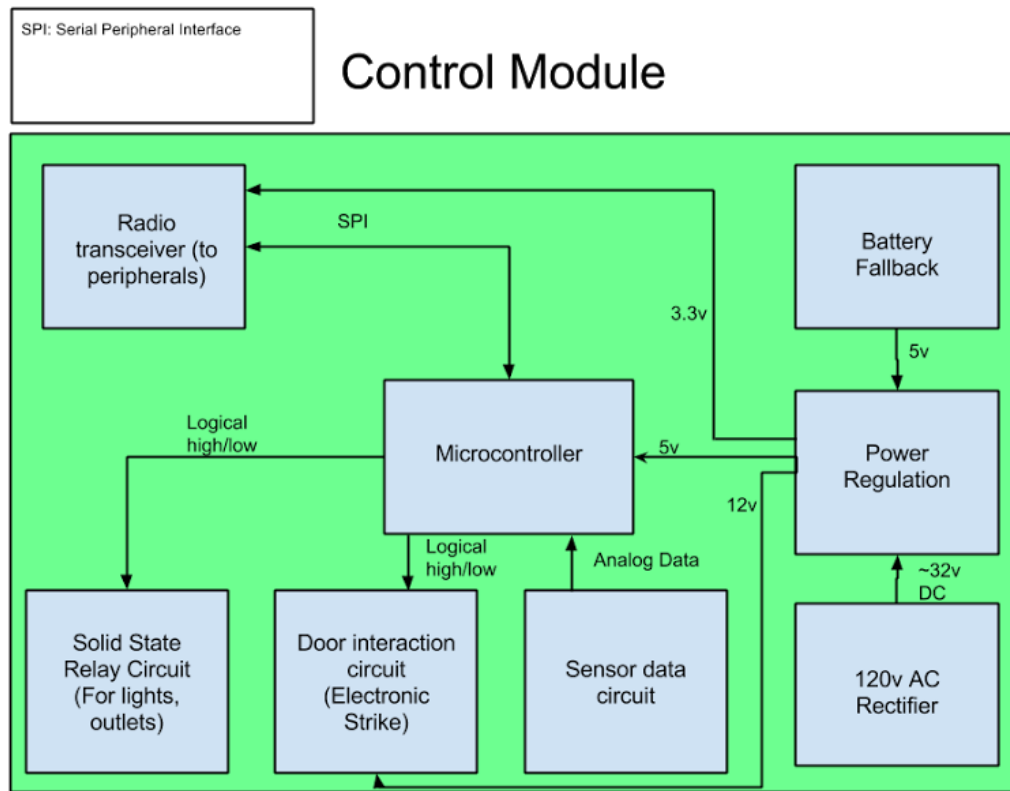 SPI: Serial Peripheral Interface
Control Module
Radio
transceiver (to
peripherals)
SPI
Battery
Fallback
3.3v
5v
Logical
high/low
Microcontroller
5v
Power
Regulation
12v
Logical
high/low
Analog Data
~32v
DC
Solid State
Relay Circuit
(For lights,
outlets)
Door interaction
circuit
(Electronic
Strike)
Sensor data
circuit
120v AC
Rectifier